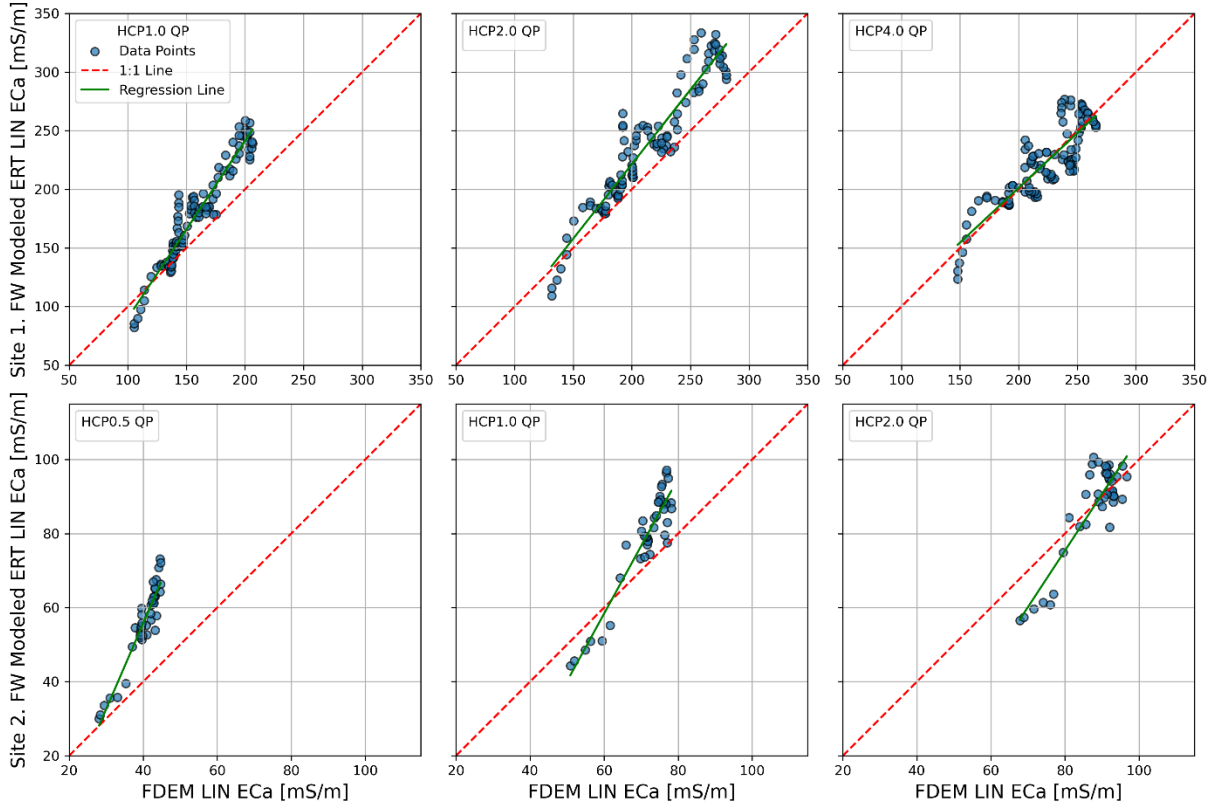 HCP1.0 QP
Data Points
1:1 Line
Regression Line
HCP2.0 QP
HCP4.0 QP
Site 1. FW Modeled ERT LIN ECa [mS/m]
350
300
250
200
150
100
50
50 100 150 200 250 300 350
50 100 150 200 250 300 350
50 100 150 200 250 300 350
HCP0.5 QP
HCP1.0 QP
HCP2.0 QP
Site 2. FW Modeled ERT LIN ECa [mS/m]
100
80
60
40
20
20 40 60 80 100
20 40 60 80 100
20 40 60 80 100
FDEM LIN ECa [mS/m]
FDEM LIN ECa [mS/m]
FDEM LIN ECa [mS/m]